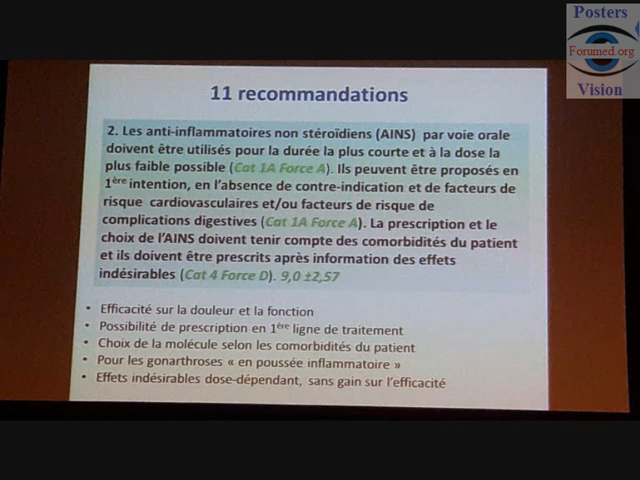 Posters
Forumed.org
Vision
11 recommandations
2. Les anti-inflammatoires non stéroïdiens (AINS) par voie orale
doivent être utilisés pour la durée la plus courte et à la dose la
plus faible possible (Cat 1A Force A). Ils peuvent être proposés en
1ère intention, en l'absence de contre-indication et de facteurs de
risque cardiovasculaires et/ou facteurs de risque de
complications digestives (Cat 1A Force A). La prescription et le
choix de l'AINS doivent tenir compte des comorbidités du patient
et ils doivent être prescrits après information des effets
indésirables (Cat 4 Force D). 9,0 ±2,57
• Efficacité sur la douleur et la fonction
• Possibilité de prescription en 1ère ligne de traitement
• Choix de la molécule selon les comorbidités du patient
• Pour les gonarthroses « en poussée inflammatoire »
• Effets indésirables dose-dépendant, sans gain sur l'efficacité